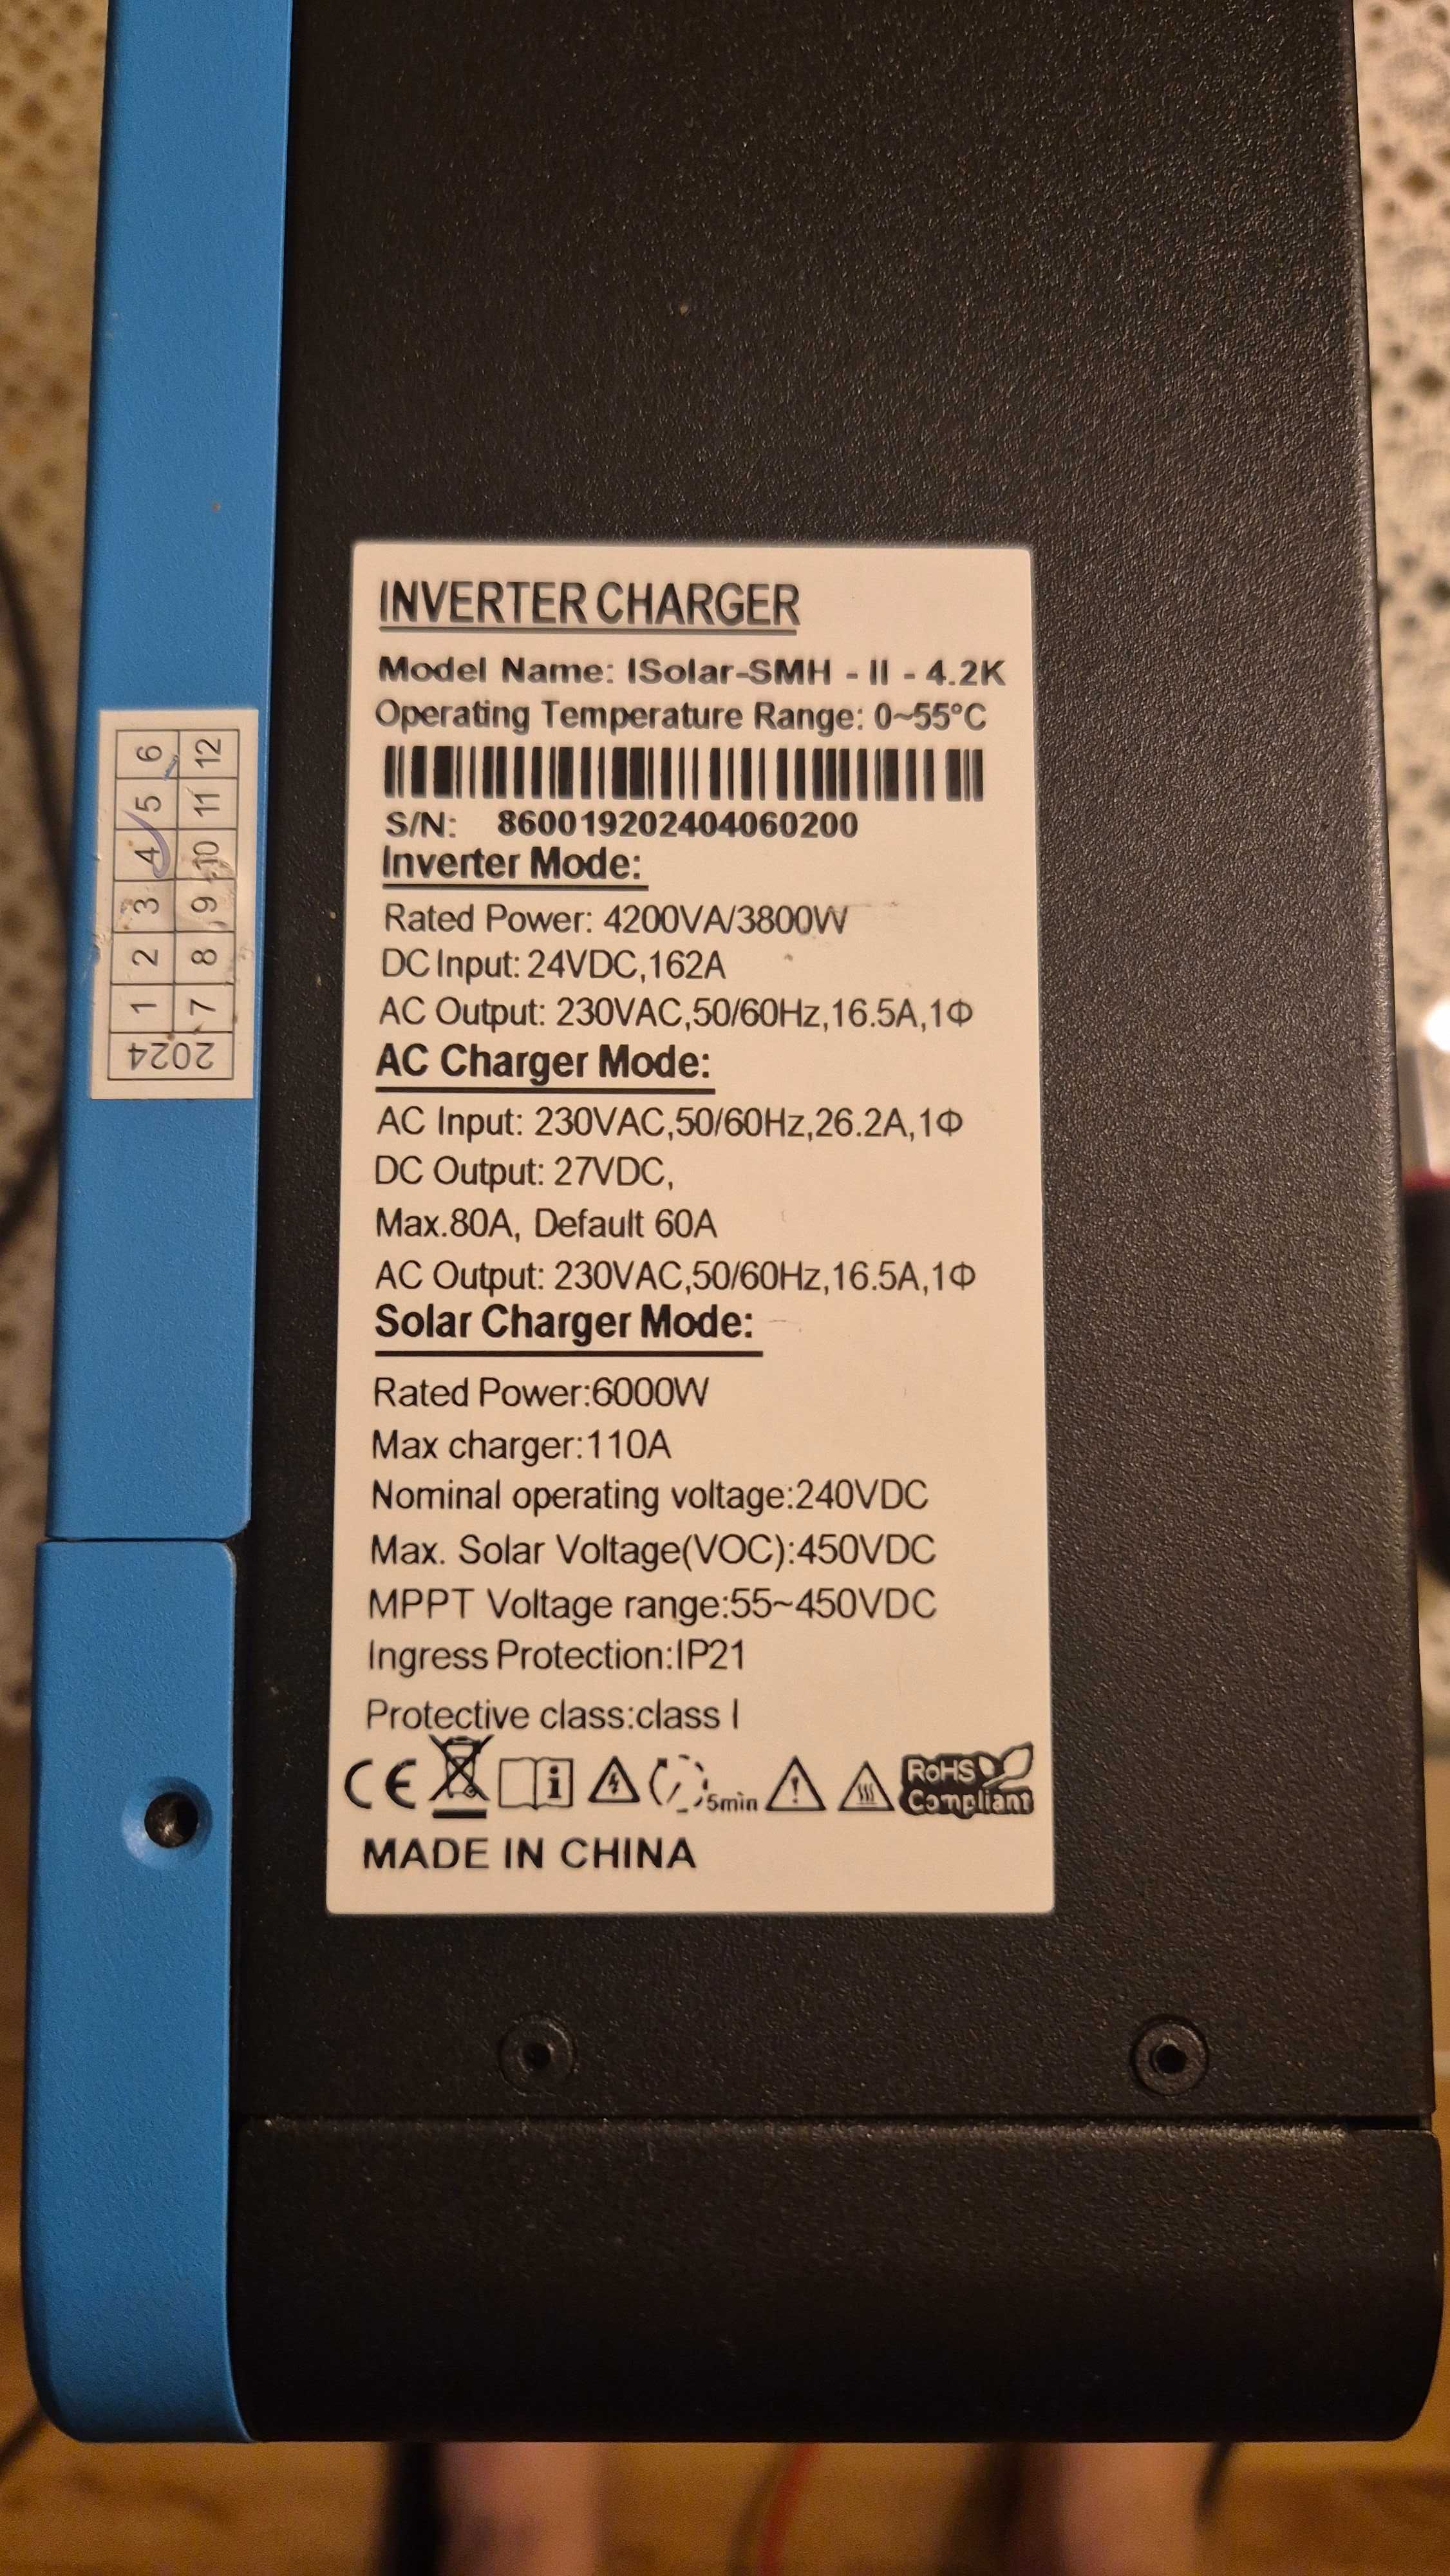 INVERTER CHARGER
Model Name: ISolar-SMH - II - 4.2K
Operating Temperature Range: 0~55°C
S/N: 860019202404060200
Inverter Mode:
Rated Power: 4200VA/3800W
DC Input: 24VDC,162A
AC Output: 230VAC,50/60Hz,16.5A,1Φ
AC Charger Mode:
AC Input: 230VAC,50/60Hz,26.2A,1Φ
DC Output: 27VDC,
Max.80A, Default 60A
AC Output: 230VAC,50/60Hz,16.5A,1Φ
Solar Charger Mode:
Rated Power:6000W
Max charger:110A
Nominal operating voltage:240VDC
Max. Solar Voltage(VOC):450VDC
MPPT Voltage range:55~450VDC
Ingress Protection:IP21
Protective class:class I
CE i 5min RoHS
Compliant
MADE IN CHINA
2024
1 2 3 4 5 6
7 8 9 10 11 12